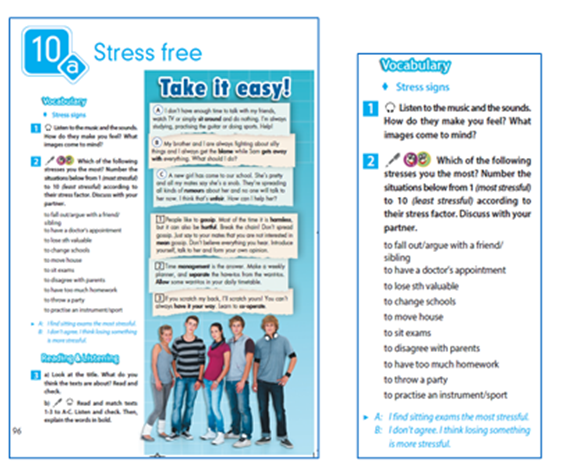 10 a Stress free
Vocabulary
♦ Stress signs
1 Listen to the music and the sounds.
How do they make you feel? What
images come to mind?
2 Which of the following
stresses you the most? Number the
situations below from 1 (most stressful)
to 10 (least stressful) according to
their stress factor. Discuss with your
partner.
to fall out/argue with a friend/
sibling
to have a doctor's appointment
to lose sth valuable
to change schools
to move house
to sit exams
to disagree with parents
to have too much homework
to throw a party
to practise an instrument/sport
A: I find sitting exams the most stressful.
B: I don't agree. I think losing something
is more stressful.
Reading & Listening
3 a) Look at the title. What do you
think the texts are about? Read and
check.
b) Read and match texts
1-3 to A-C. Listen and check. Then,
explain the words in bold.
96
Take it easy!
A I don't have enough time to talk with my friends,
watch TV or simply sit around and do nothing. I'm always
studying, practising the guitar or doing sports. Help!
B My brother and I are always fighting about silly
things and I always get the blame while Sam gets away
with everything. What should I do?
C A new girl has come to our school. She's pretty
and all my mates say she's a snob. They're spreading
all kinds of rumours about her and no one will talk to
her now. I think that's unfair. How can I help her?
1 People like to gossip. Most of the time it is harmless,
but it can also be hurtful. Break the chain! Don't spread
gossip. Just say to your mates that you are not interested in
mean gossip. Don't believe everything you hear. Introduce
yourself, talk to her and form your own opinion.
2 Time management is the answer. Make a weekly
planner, and separate the have-tos from the wannabes.
Allow some wannabes in your daily timetable.
3 If you scratch my back, I'll scratch yours! You can't
always have it your way. Learn to co-operate.
Vocabulary
♦ Stress signs
1 Listen to the music and the sounds.
How do they make you feel? What
images come to mind?
2 Which of the following
stresses you the most? Number the
situations below from 1 (most stressful)
to 10 (least stressful) according to
their stress factor. Discuss with your
partner.
to fall out/argue with a friend/
sibling
to have a doctor's appointment
to lose sth valuable
to change schools
to move house
to sit exams
to disagree with parents
to have too much homework
to throw a party
to practise an instrument/sport
A: I find sitting exams the most stressful.
B: I don't agree. I think losing something
is more stressful.